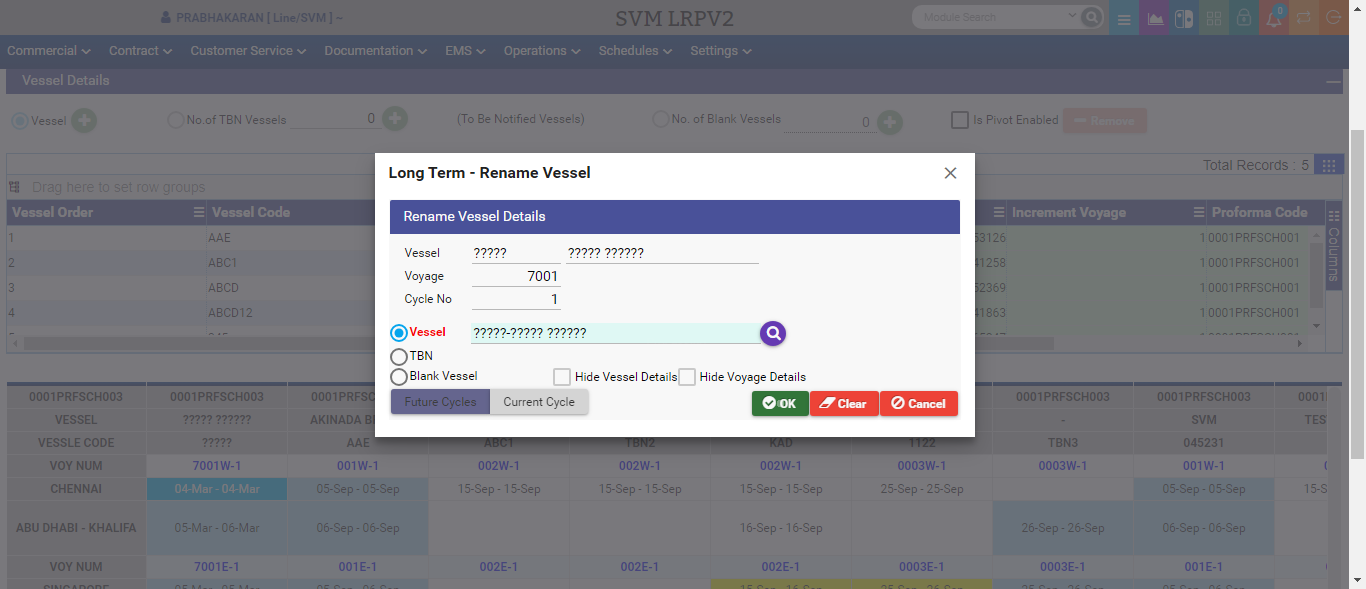 PRABHAKARAN [ Line/SVM ] ~
SVM LRPV2
Module Search
0
Commercial
Contract
Customer Service
Documentation
EMS
Operations
Schedules
Settings
Vessel Details
Vessel
No.of TBN Vessels
0
(To Be Notified Vessels)
No. of Blank Vessels
0
Is Pivot Enabled
Remove
Total Records : 5
Drag here to set row groups
Vessel Order
Vessel Code
Increment Voyage
Proforma Code
1
AAE
53126
1
0001PRFSCH001
2
ABC1
41258
1
0001PRFSCH001
3
ABCD
52369
1
0001PRFSCH001
4
ABCD12
41863
1
0001PRFSCH001
Columns
Long Term - Rename Vessel
Rename Vessel Details
Vessel
?????
????? ??????
Voyage
7001
Cycle No
1
Vessel
?????-????? ??????
TBN
Blank Vessel
Hide Vessel Details
Hide Voyage Details
Future Cycles
Current Cycle
OK
Clear
Cancel
0001PRFSCH003 0001PRFSCH003 0001PRFSC 0001PRFSCH003 0001PRFSCH003 0001
VESSEL ????? ?????? AKINADA B - SVM TES
VESSLE CODE ????? AAE ABC1 TBN2 KAD 1122 TBN3 045231
VOY NUM 7001W-1 001W-1 002W-1 002W-1 002W-1 0003W-1 0003W-1 001W-1
CHENNAI 04-Mar - 04-Mar 05-Sep - 05-Sep 15-Sep - 15-Sep 15-Sep - 15-Sep 15-Sep - 15-Sep 25-Sep - 25-Sep 05-Sep - 05-Sep 15-S
ABU DHABI - KHALIFA 05-Mar - 06-Mar 06-Sep - 06-Sep 16-Sep - 16-Sep 26-Sep - 26-Sep 06-Sep - 06-Sep
VOY NUM 7001E-1 001E-1 002E-1 002E-1 002E-1 0003E-1 0003E-1 001E-1